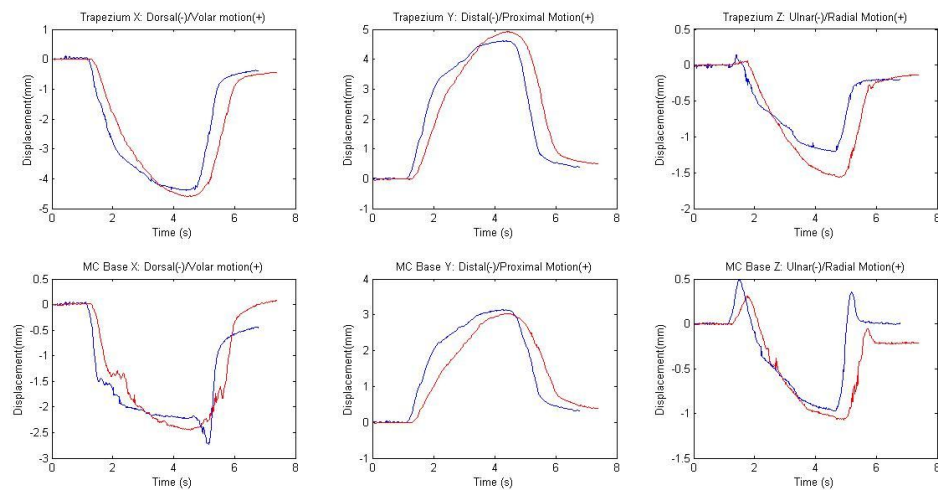 Trapezium X: Dorsal(-)/Volar motion(+)
1
0
-1
-2
-3
-4
-5
Displacement(mm)
0 2 4 6 8
Time (s)
Trapezium Y: Distal(-)/Proximal Motion(+)
5
4
3
2
1
0
-1
Displacement(mm)
0 2 4 6 8
Time (s)
Trapezium Z: Ulnar(-)/Radial Motion(+)
0.5
0
-0.5
-1
-1.5
-2
Displacement(mm)
0 2 4 6 8
Time (s)
MC Base X: Dorsal(-)/Volar motion(+)
0.5
0
-0.5
-1
-1.5
-2
-2.5
-3
Displacement(mm)
0 2 4 6 8
Time (s)
MC Base Y: Distal(-)/Proximal Motion(+)
4
3
2
1
0
-1
Displacement(mm)
0 2 4 6 8
Time (s)
MC Base Z: Ulnar(-)/Radial Motion(+)
0.5
0
-0.5
-1
-1.5
Displacement(mm)
0 2 4 6 8
Time (s)